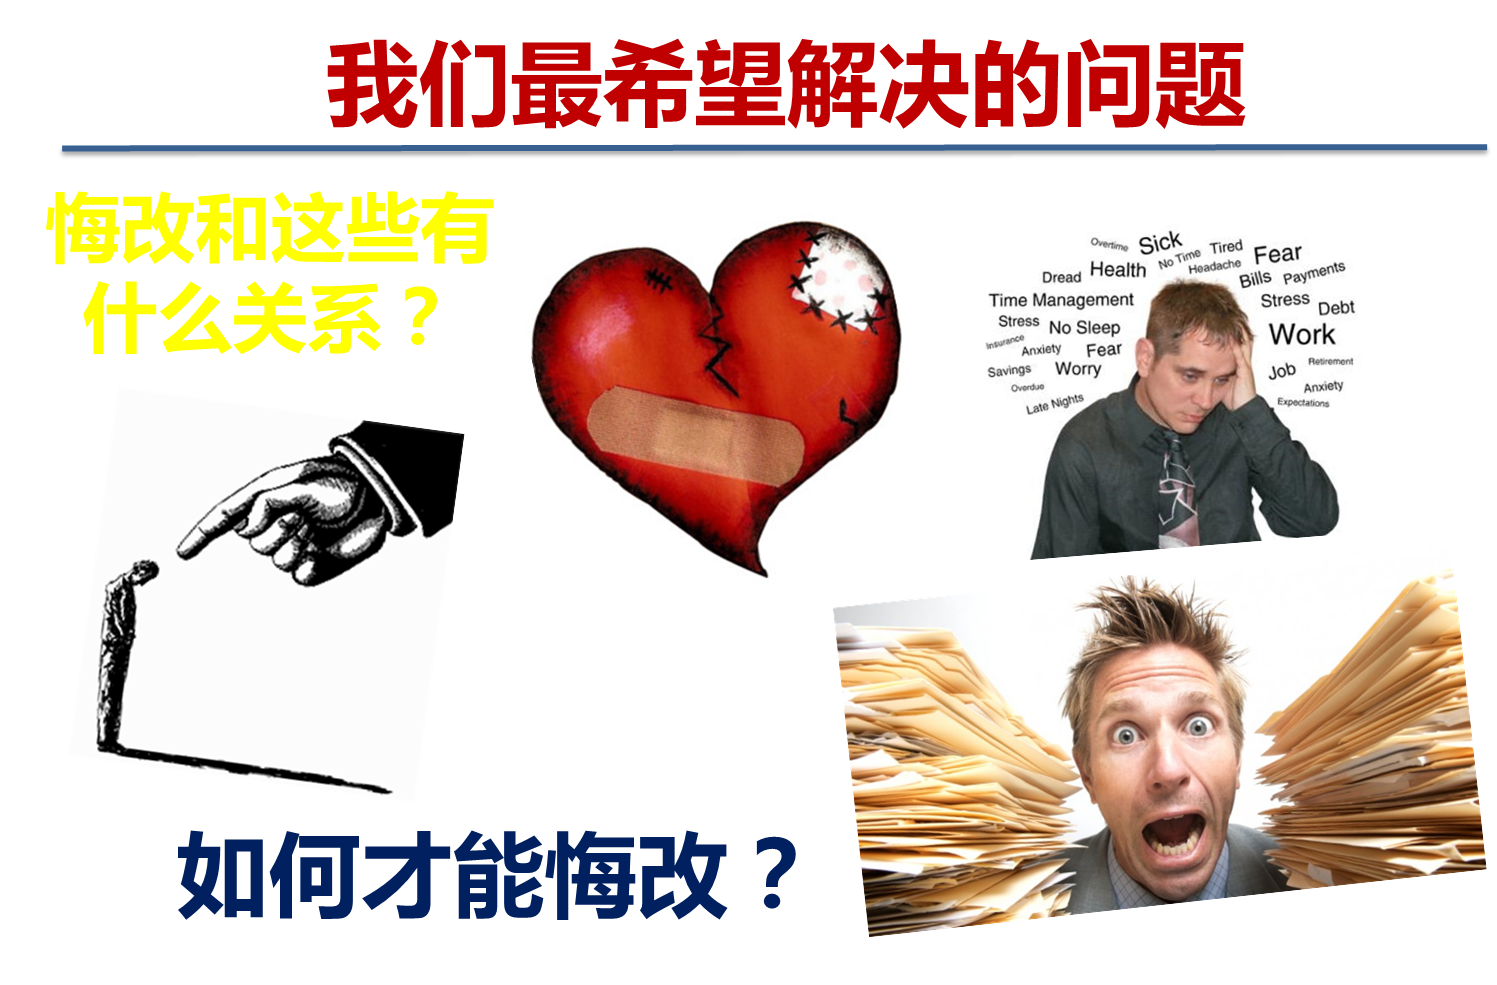 我们最希望解决的问题
悔改和这些有
什么关系？
Overtime
Sick
No Time
Tired
Fear
Dread
Health
Headache
Bills
Payments
Time Management
Stress
Debt
Stress
No Sleep
Work
Insurance
Anxiety
Fear
Job
Retirement
Savings
Worry
Overdue
Anxiety
Late Nights
Expectations
如何才能悔改？